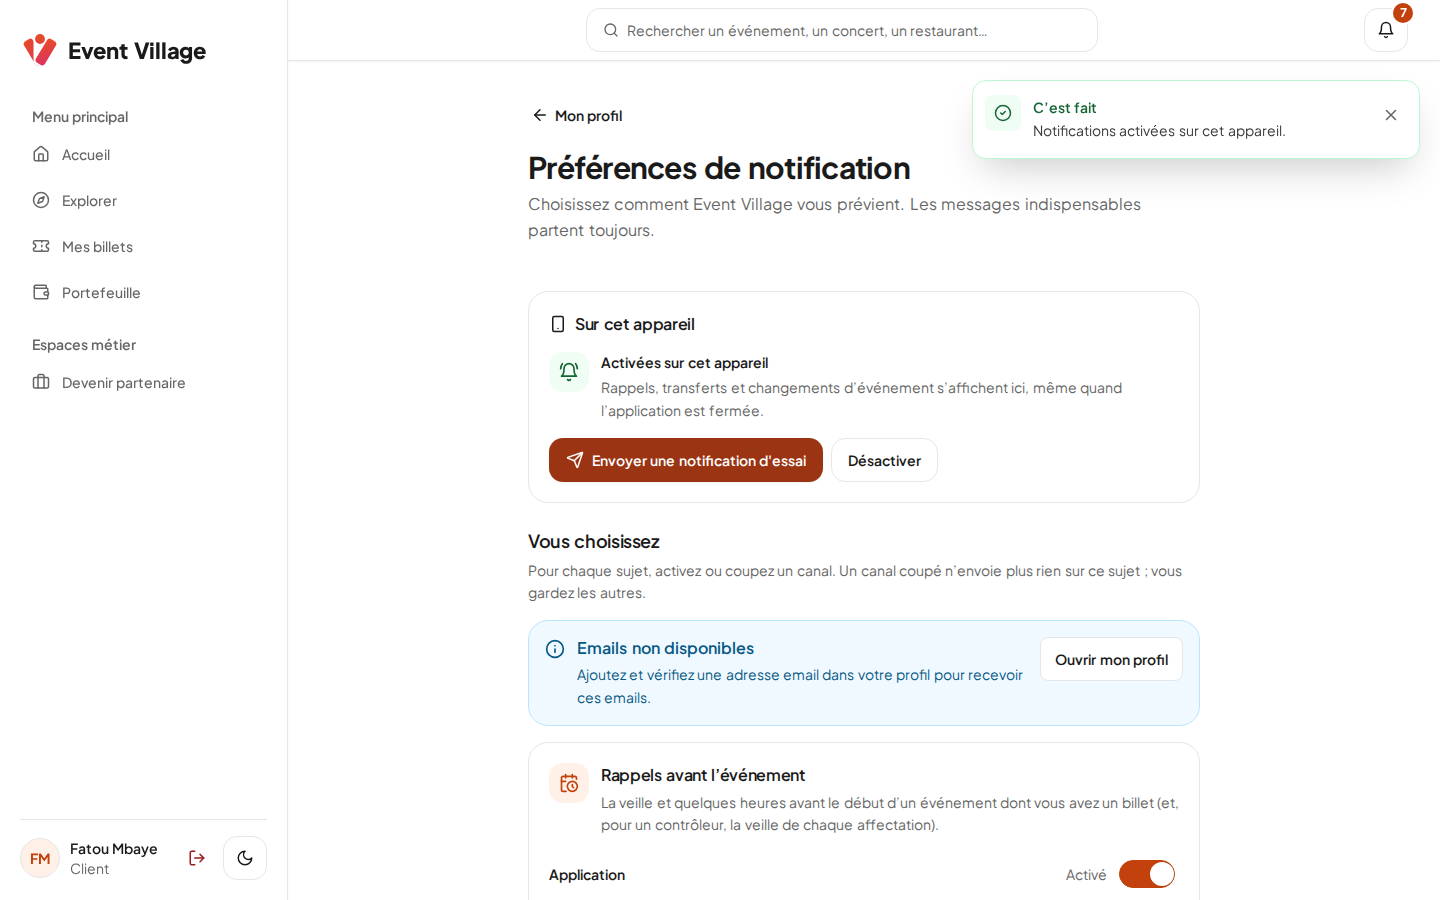 Event Village
Rechercher un événement, un concert, un restaurant…
7
Menu principal
Accueil
Explorer
Mes billets
Portefeuille
Espaces métier
Devenir partenaire
FM
Fatou Mbaye
Client
C’est fait
Notifications activées sur cet appareil.
Mon profil
Préférences de notification
Choisissez comment Event Village vous prévient. Les messages indispensables
partent toujours.
Sur cet appareil
Activées sur cet appareil
Rappels, transferts et changements d’événement s’affichent ici, même quand
l’application est fermée.
Envoyer une notification d'essai
Désactiver
Vous choisissez
Pour chaque sujet, activez ou coupez un canal. Un canal coupé n’envoie plus rien sur ce sujet ; vous
gardez les autres.
Emails non disponibles
Ajoutez et vérifiez une adresse email dans votre profil pour recevoir
ces emails.
Ouvrir mon profil
Rappels avant l’événement
La veille et quelques heures avant le début d’un événement dont vous avez un billet (et,
pour un contrôleur, la veille de chaque affectation).
Application
Activé